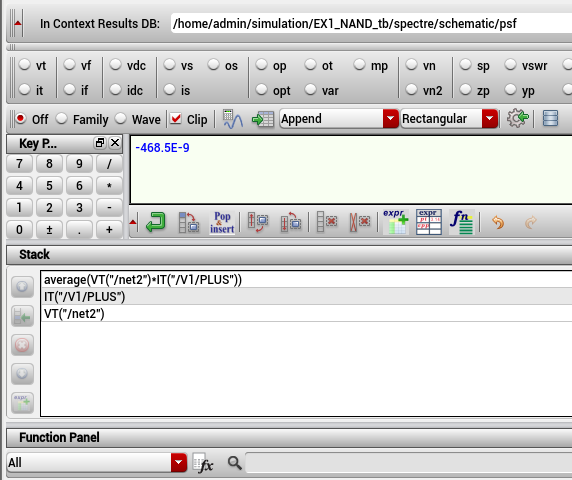 In Context Results DB: /home/admin/simulation/EX1_NAND_tb/spectre/schematic/psf
vt vf vdc vs os op ot mp vn sp vswr
it if idc is opt var vn2 zp yp
Off Family Wave Clip Append Rectangular
Key P...
7 8 9 /
4 5 6 *
1 2 3 -
0 ± . +
-468.5E-9
Pop & insert expr expr fn
Stack
average(VT("/net2")*IT("/V1/PLUS"))
IT("/V1/PLUS")
VT("/net2")
Function Panel
All fx